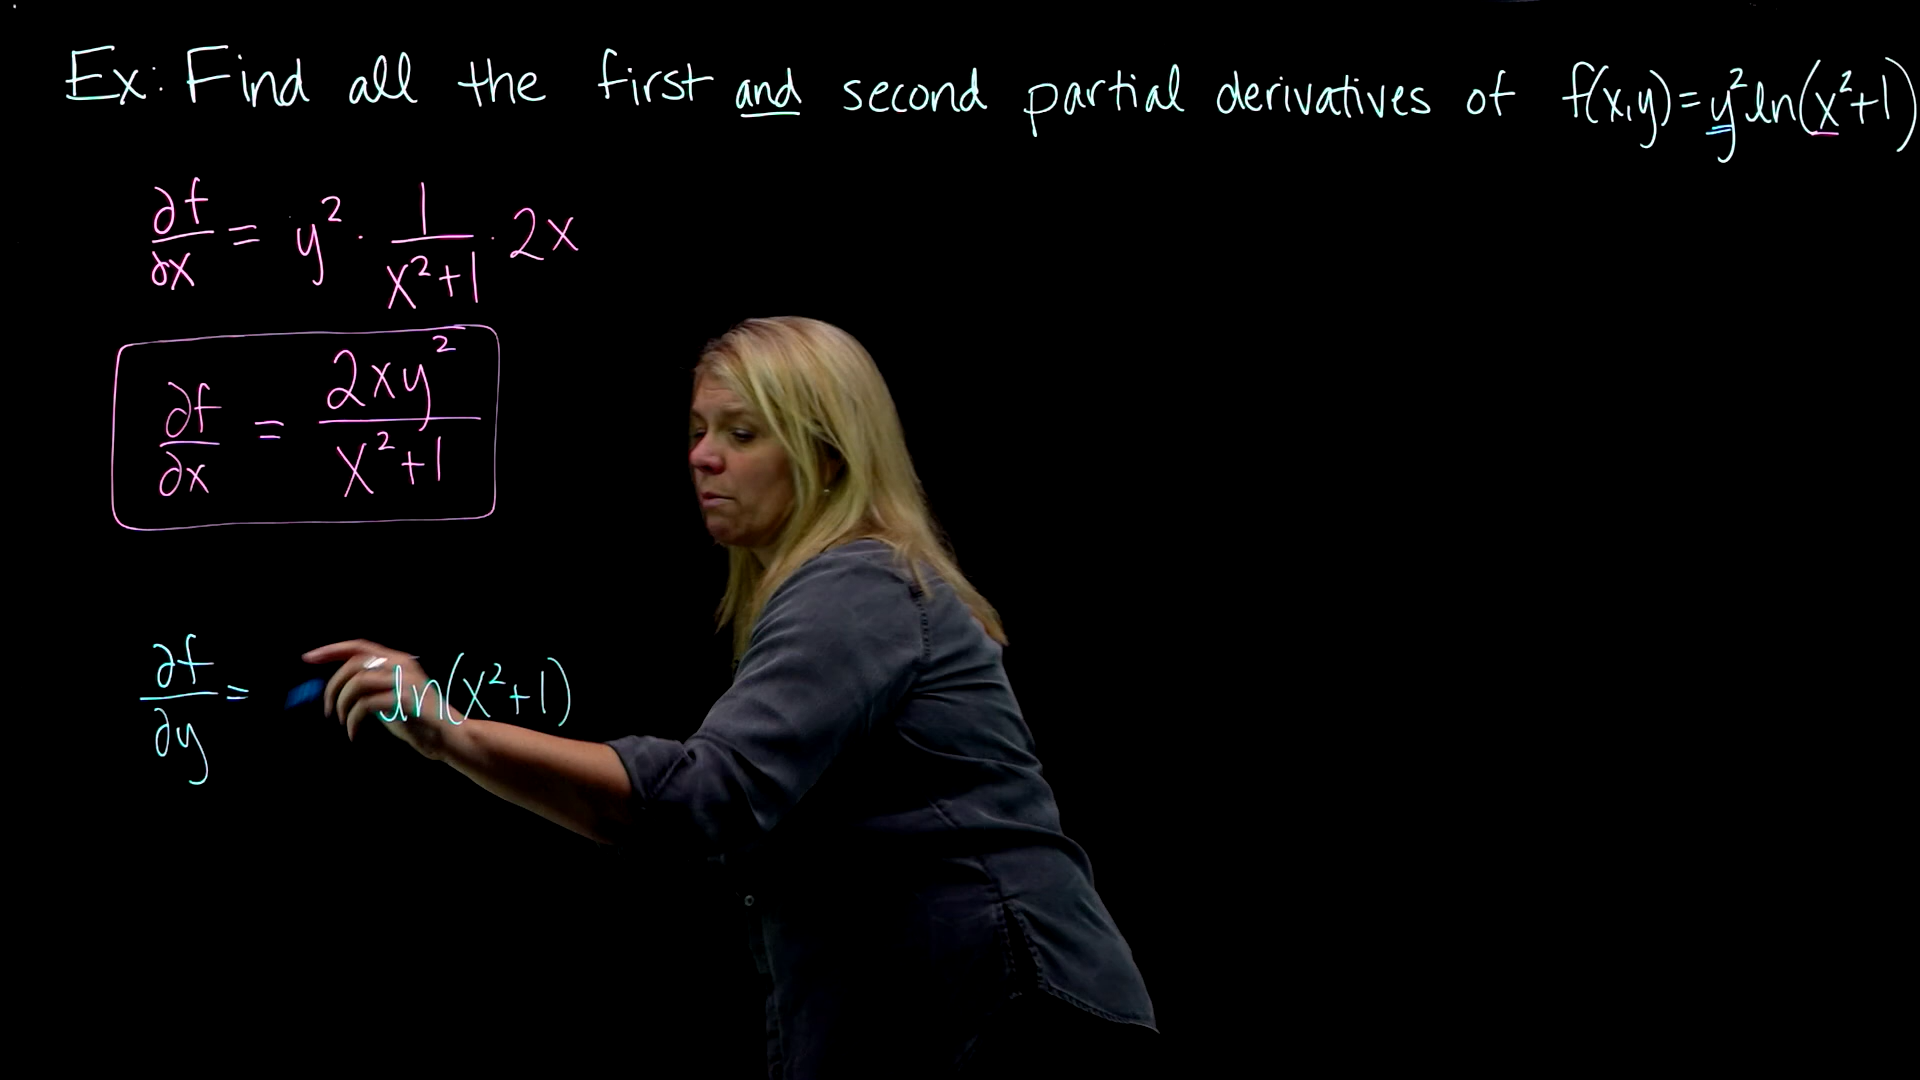 Ex: Find all the first and second partial derivatives of f(x,y)=y²ln(x²+1)
∂f/∂x = y² · 1/(x²+1) · 2x
∂f/∂x = 2xy²/(x²+1)
∂f/∂y = ln(x²+1)